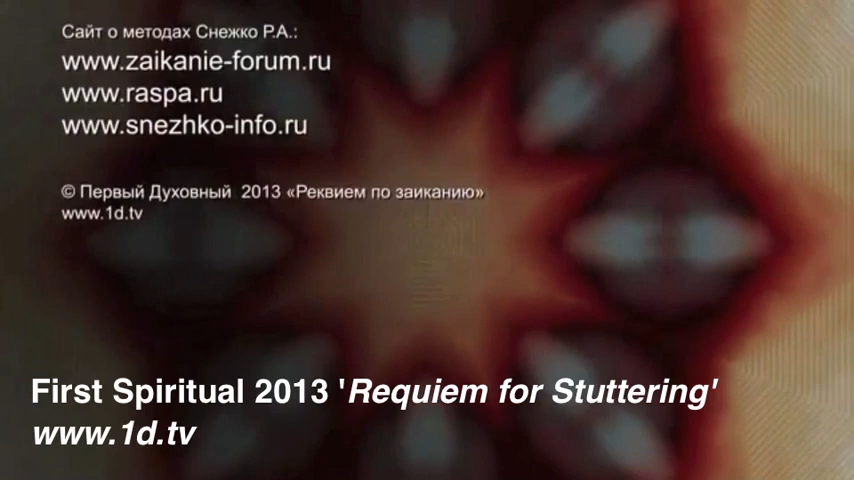 Сайт о методах Снежко Р.А.:
www.zaikanie-forum.ru
www.raspa.ru
www.snezhko-info.ru
© Первый Духовный 2013 «Реквием по заиканию»
www.1d.tv
First Spiritual 2013 'Requiem for Stuttering'
www.1d.tv